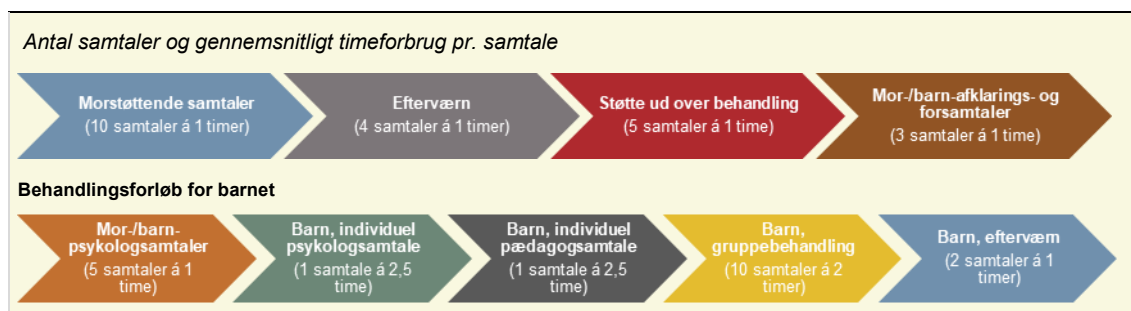 Antal samtaler og gennemsnitligt timeforbrug pr. samtale
Morstøttende samtaler
(10 samtaler á 1 timer)
Efterværn
(4 samtaler á 1 timer)
Støtte ud over behandling
(5 samtaler á 1 time)
Mor-/barn-afklarings- og
forsamtaler
(3 samtaler á 1 time)
Behandlingsforløb for barnet
Mor-/barn-
psykologsamtaler
(5 samtaler á 1
time)
Barn, individuel
psykologsamtale
(1 samtale á 2,5
time)
Barn, individuel
pædagogsamtale
(1 samtale á 2,5
time)
Barn,
gruppebehandling
(10 samtaler á 2
timer)
Barn, efterværn
(2 samtaler á 1
timer)